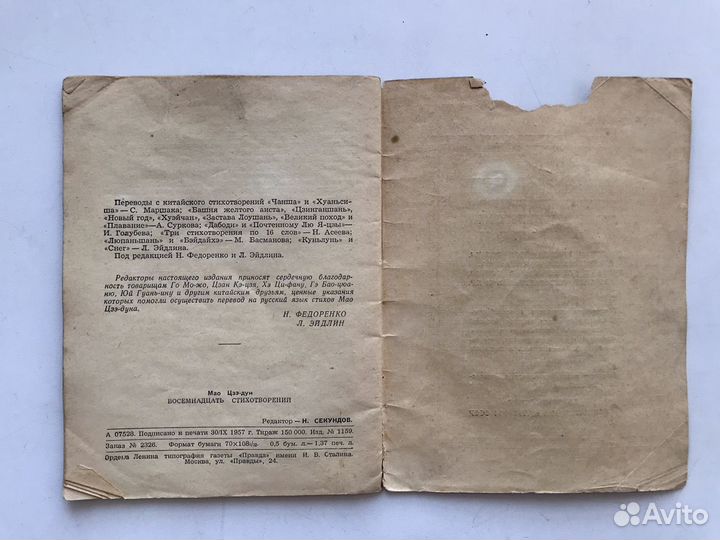 Переводы с китайского стихотворений «Чанша» и «Хуаньси-
ша» — С. Маршака; «Башня желтого аиста», «Цзинганшань»,
«Новый год», «Хуэйчан», «Застава Лоушань», «Великий поход» и
«Плавание» — А. Суркова; «Дабоди» и «Почтенному Лю Я-цзы» —
И. Голубева; «Три стихотворения по 16 слов» — Н. Асеева;
«Люпаньшань» и «Бэйдайхэ» — М. Басманова; «Куньлунь» и
«Снег» — Л. Эйдлина.
Под редакцией Н. Федоренко и Л. Эйдлина.
Редакторы настоящего издания приносят сердечную благодар-
ность товарищам Го Мо-жо, Цзан Кэ-цзя, Хэ Ци-фану, Гэ Бао-цюа-
ню, Юй Гуань-ину и другим китайским друзьям, ценные указания
которых помогли осуществить перевод на русский язык стихов Мао
Цзэ-дуна.
Н. ФЕДОРЕНКО
Л. ЭЙДЛИН
Мао Цзэ-дун
ВОСЕМНАДЦАТЬ СТИХОТВОРЕНИЙ
Редактор — Н. СЕКУНДОВ.
А 07528. Подписано к печати 30/IX 1957 г. Тираж 150 000. Изд. № 1159.
Заказ № 2326. Формат бумаги 70×108/₃₂. 0,5 бум. л. — 1,37 печ. л.
Ордена Ленина типография газеты «Правда» имени И. В. Сталина.
Москва, ул. «Правды», 24.
Avito